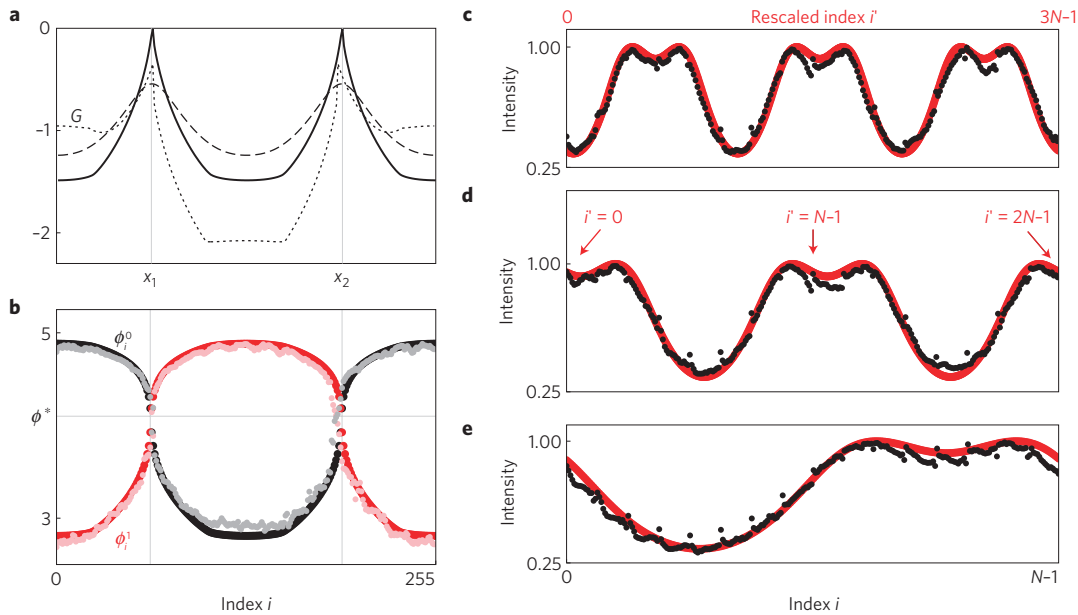 a
0
G
−1
−2
x₁
x₂
b
5
ϕᵢ⁰
ϕ*
3
ϕᵢ¹
0
255
Index i
c
0
Rescaled index i'
3N–1
1.00
Intensity
0.25
d
i' = 0
i' = N–1
i' = 2N–1
1.00
Intensity
0.25
e
1.00
Intensity
0.25
0
N–1
Index i